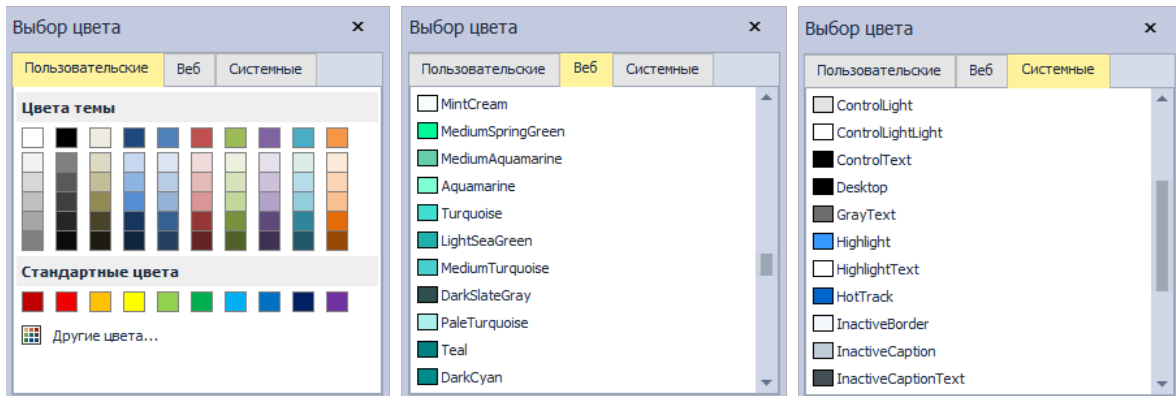 Выбор цвета
Пользовательские Веб Системные
Цвета темы
Стандартные цвета
Другие цвета...
Выбор цвета
Пользовательские Веб Системные
MintCream
MediumSpringGreen
MediumAquamarine
Aquamarine
Turquoise
LightSeaGreen
MediumTurquoise
DarkSlateGray
PaleTurquoise
Teal
DarkCyan
Выбор цвета
Пользовательские Веб Системные
ControlLight
ControlLightLight
ControlText
Desktop
GrayText
Highlight
HighlightText
HotTrack
InactiveBorder
InactiveCaption
InactiveCaptionText